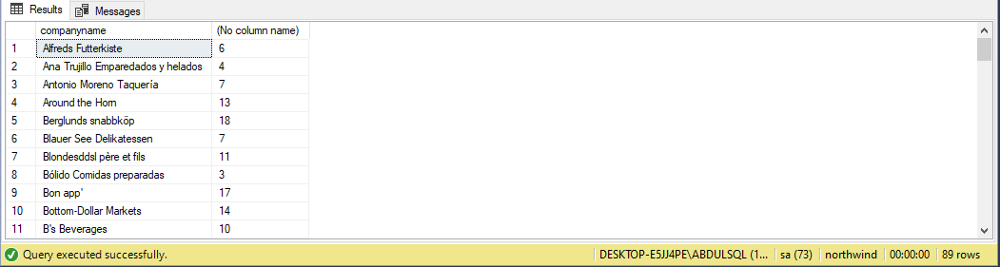 Results Messages
companyname (No column name)
1 Alfreds Futterkiste 6
2 Ana Trujillo Emparedados y helados 4
3 Antonio Moreno Taquería 7
4 Around the Horn 13
5 Berglunds snabbköp 18
6 Blauer See Delikatessen 7
7 Blondesddsl père et fils 11
8 Bólido Comidas preparadas 3
9 Bon app' 17
10 Bottom-Dollar Markets 14
11 B's Beverages 10
Query executed successfully. DESKTOP-E5JJ4PE\ABDULSQL (1... sa (73) northwind 00:00:00 89 rows